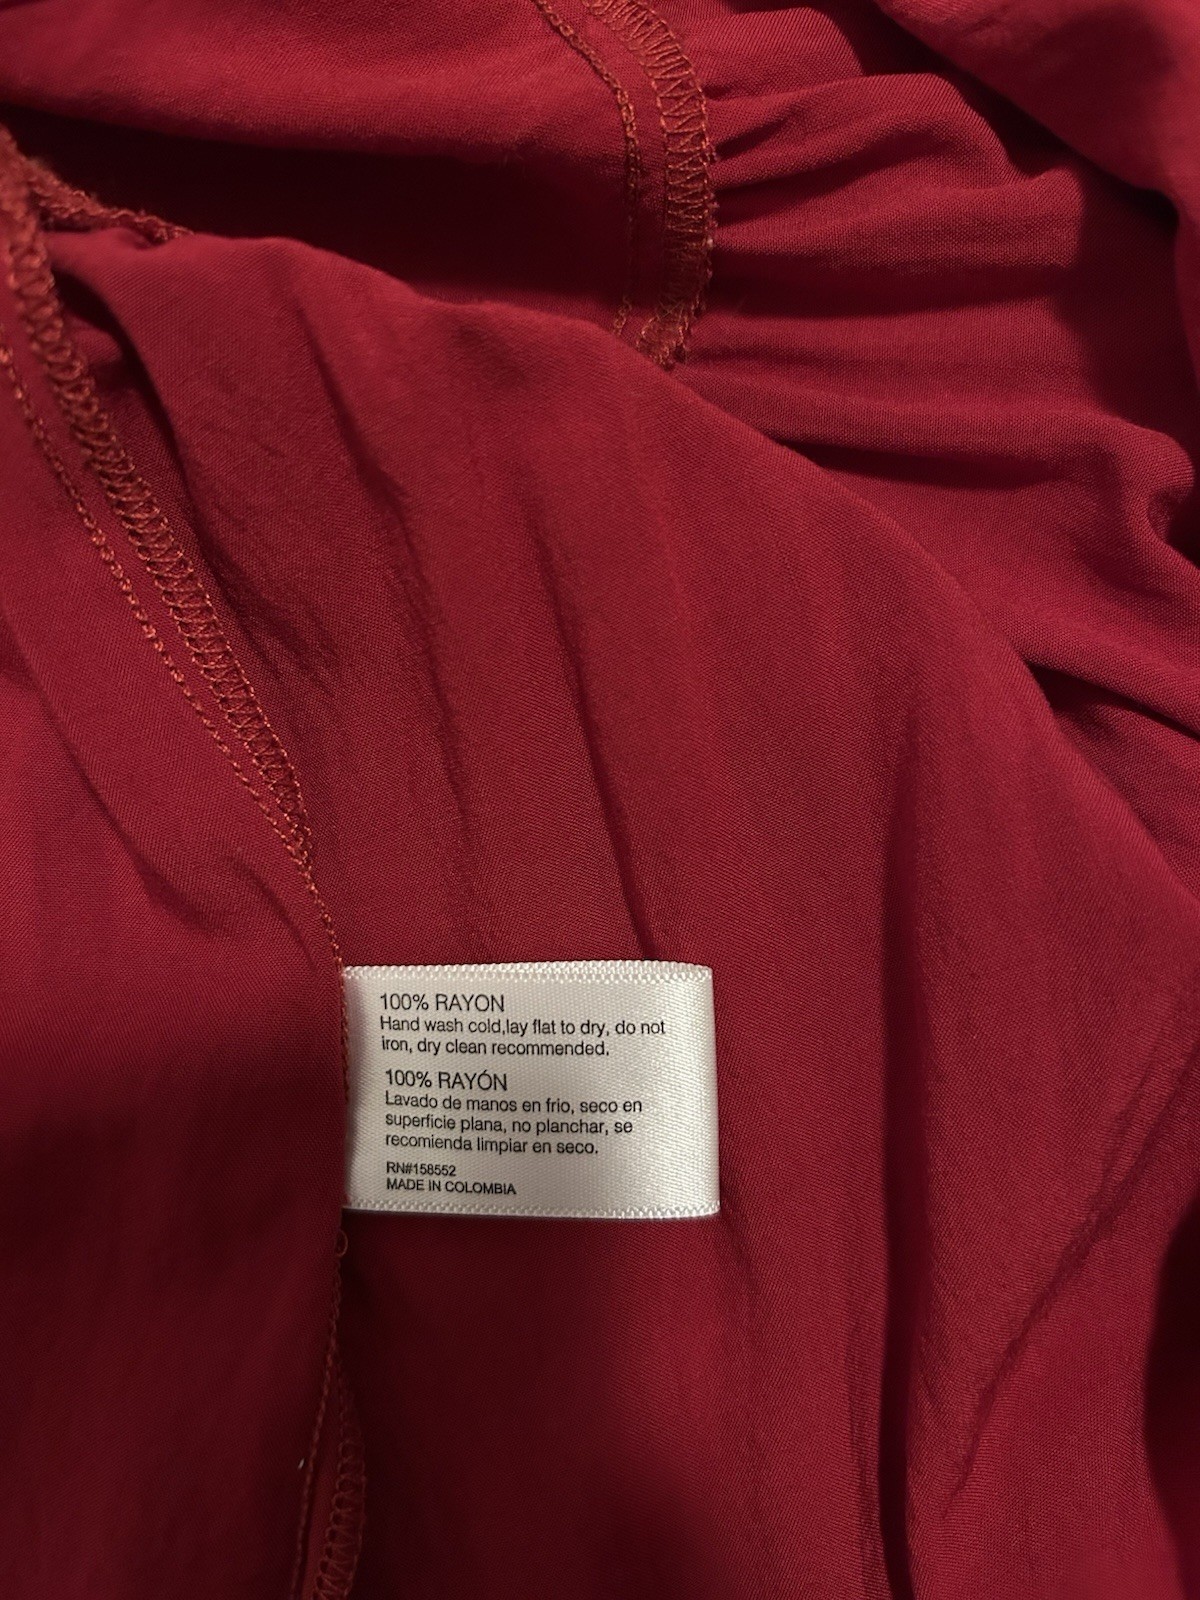 100% RAYON
Hand wash cold,lay flat to dry, do not
iron, dry clean recommended.
100% RAYÓN
Lavado de manos en frio, seco en
superficie plana, no planchar, se
recomienda limpiar en seco.
RN#158552
MADE IN COLOMBIA